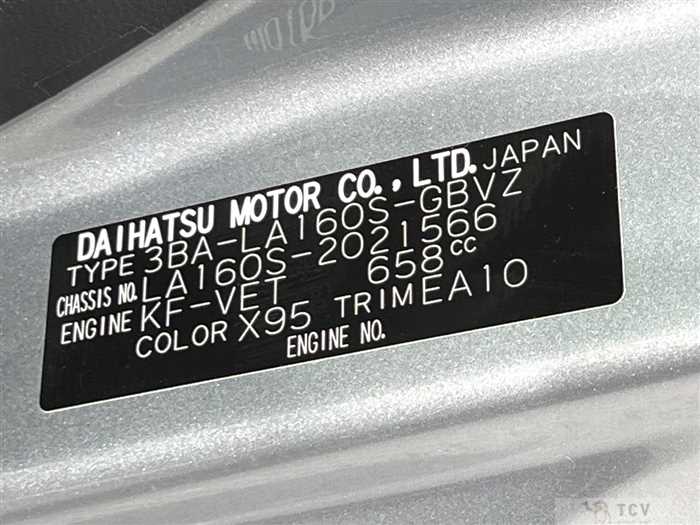 DAIHATSU MOTOR CO., LTD. JAPAN
TYPE 3BA-LA160S-GBVZ
CHASSIS NO. LA160S-2021566
ENGINE KF-VET 658cc
COLOR X95 TRIM EA10
ENGINE NO.
TCV